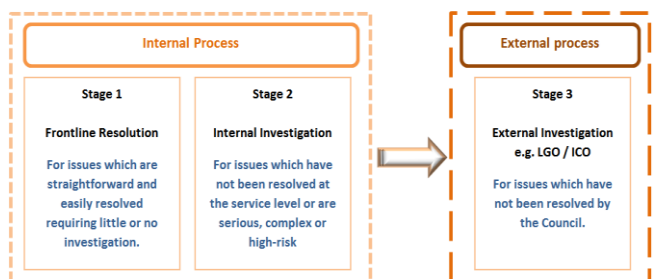 Internal Process
Stage 1
Frontline Resolution
For issues which are
straightforward and
easily resolved
requiring little or no
investigation.
Stage 2
Internal Investigation
For issues which have
not been resolved at
the service level or are
serious, complex or
high-risk
External process
Stage 3
External Investigation
e.g. LGO / ICO
For issues which have
not been resolved by
the Council.